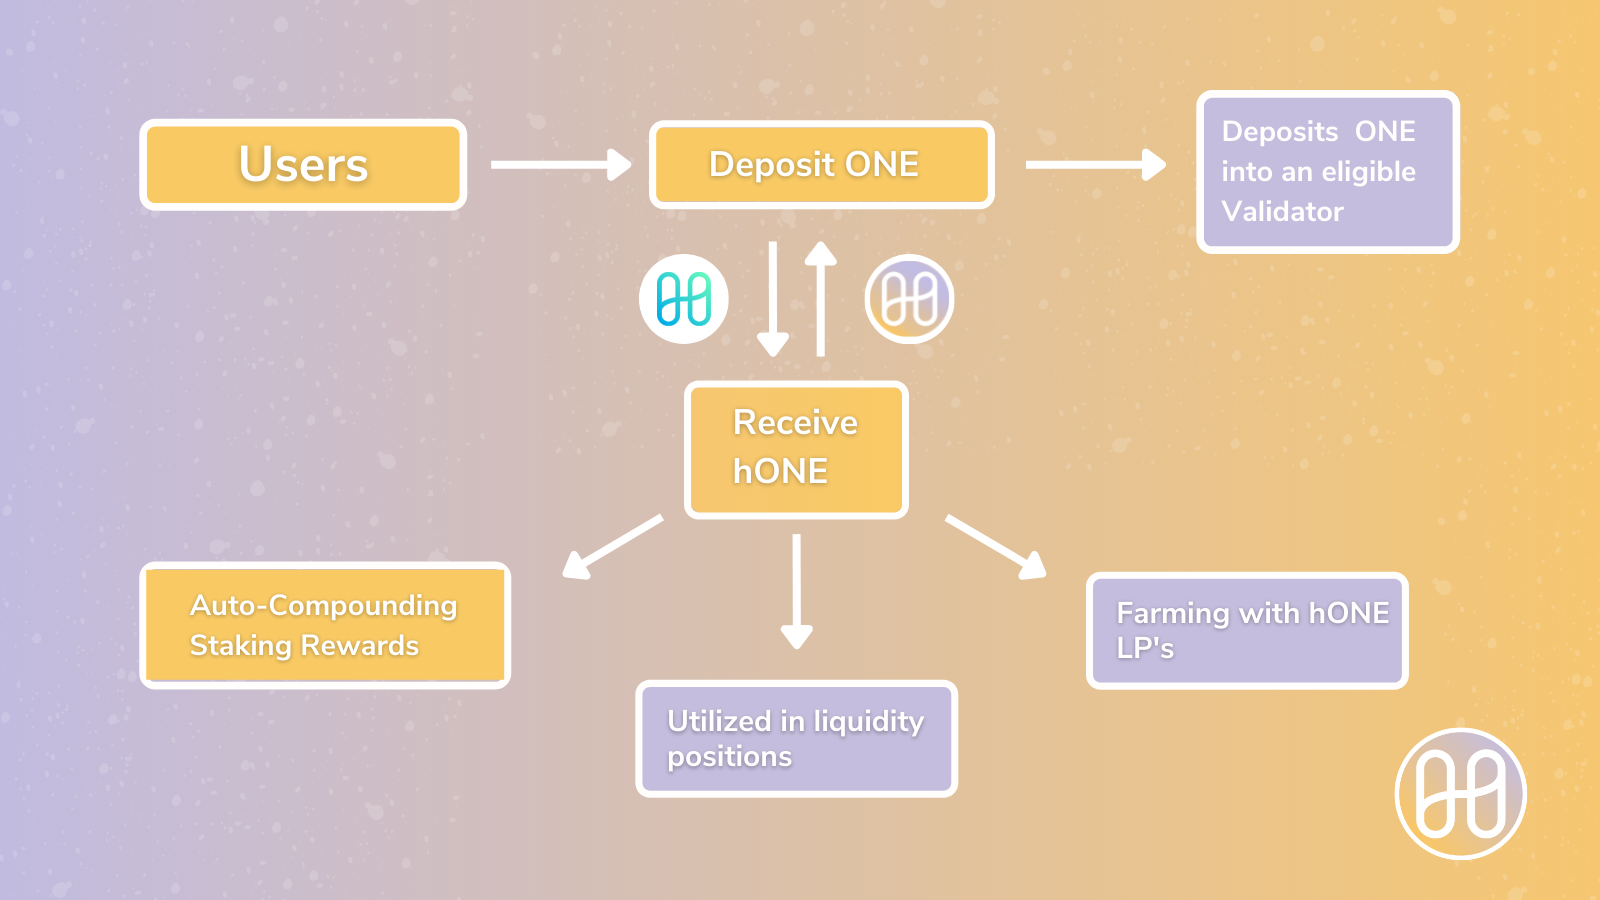 Users
Deposit ONE
Deposits ONE
into an eligible
Validator
Receive
hONE
Auto-Compounding
Staking Rewards
Utilized in liquidity
positions
Farming with hONE
LP's